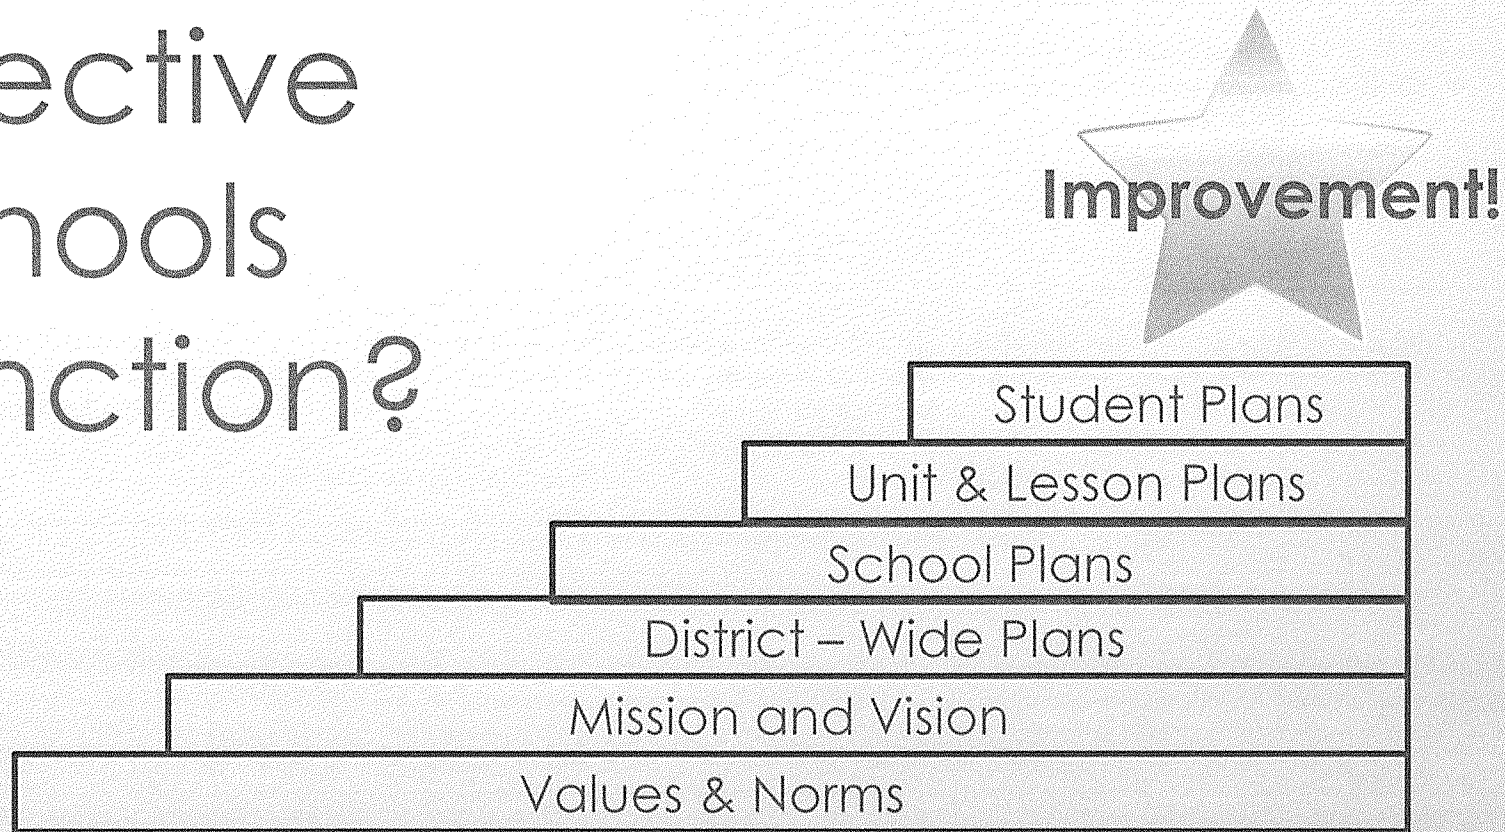 ective
hools
nction?
Improvement!
Student Plans
Unit & Lesson Plans
School Plans
District – Wide Plans
Mission and Vision
Values & Norms